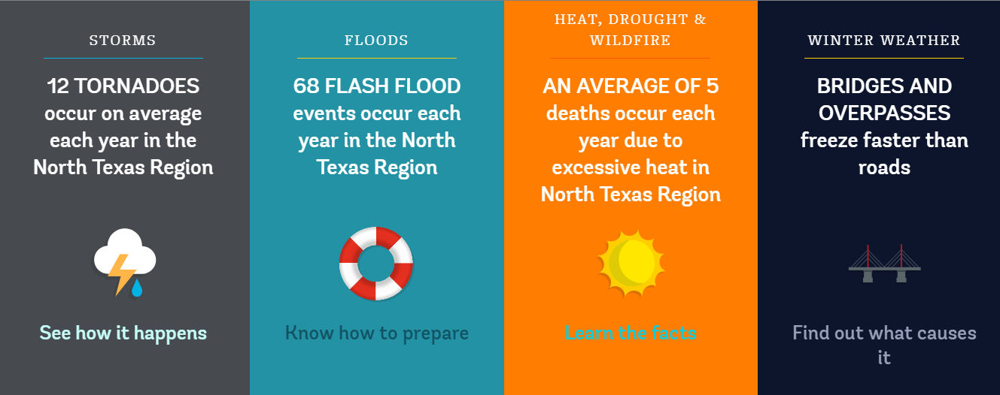 STORMS
12 TORNADOES
occur on average
each year in the
North Texas Region
See how it happens
FLOODS
68 FLASH FLOOD
events occur each
year in the North
Texas Region
Know how to prepare
HEAT, DROUGHT &
WILDFIRE
AN AVERAGE OF 5
deaths occur each
year due to
excessive heat in
North Texas Region
Learn the facts
WINTER WEATHER
BRIDGES AND
OVERPASSES
freeze faster than
roads
Find out what causes
it